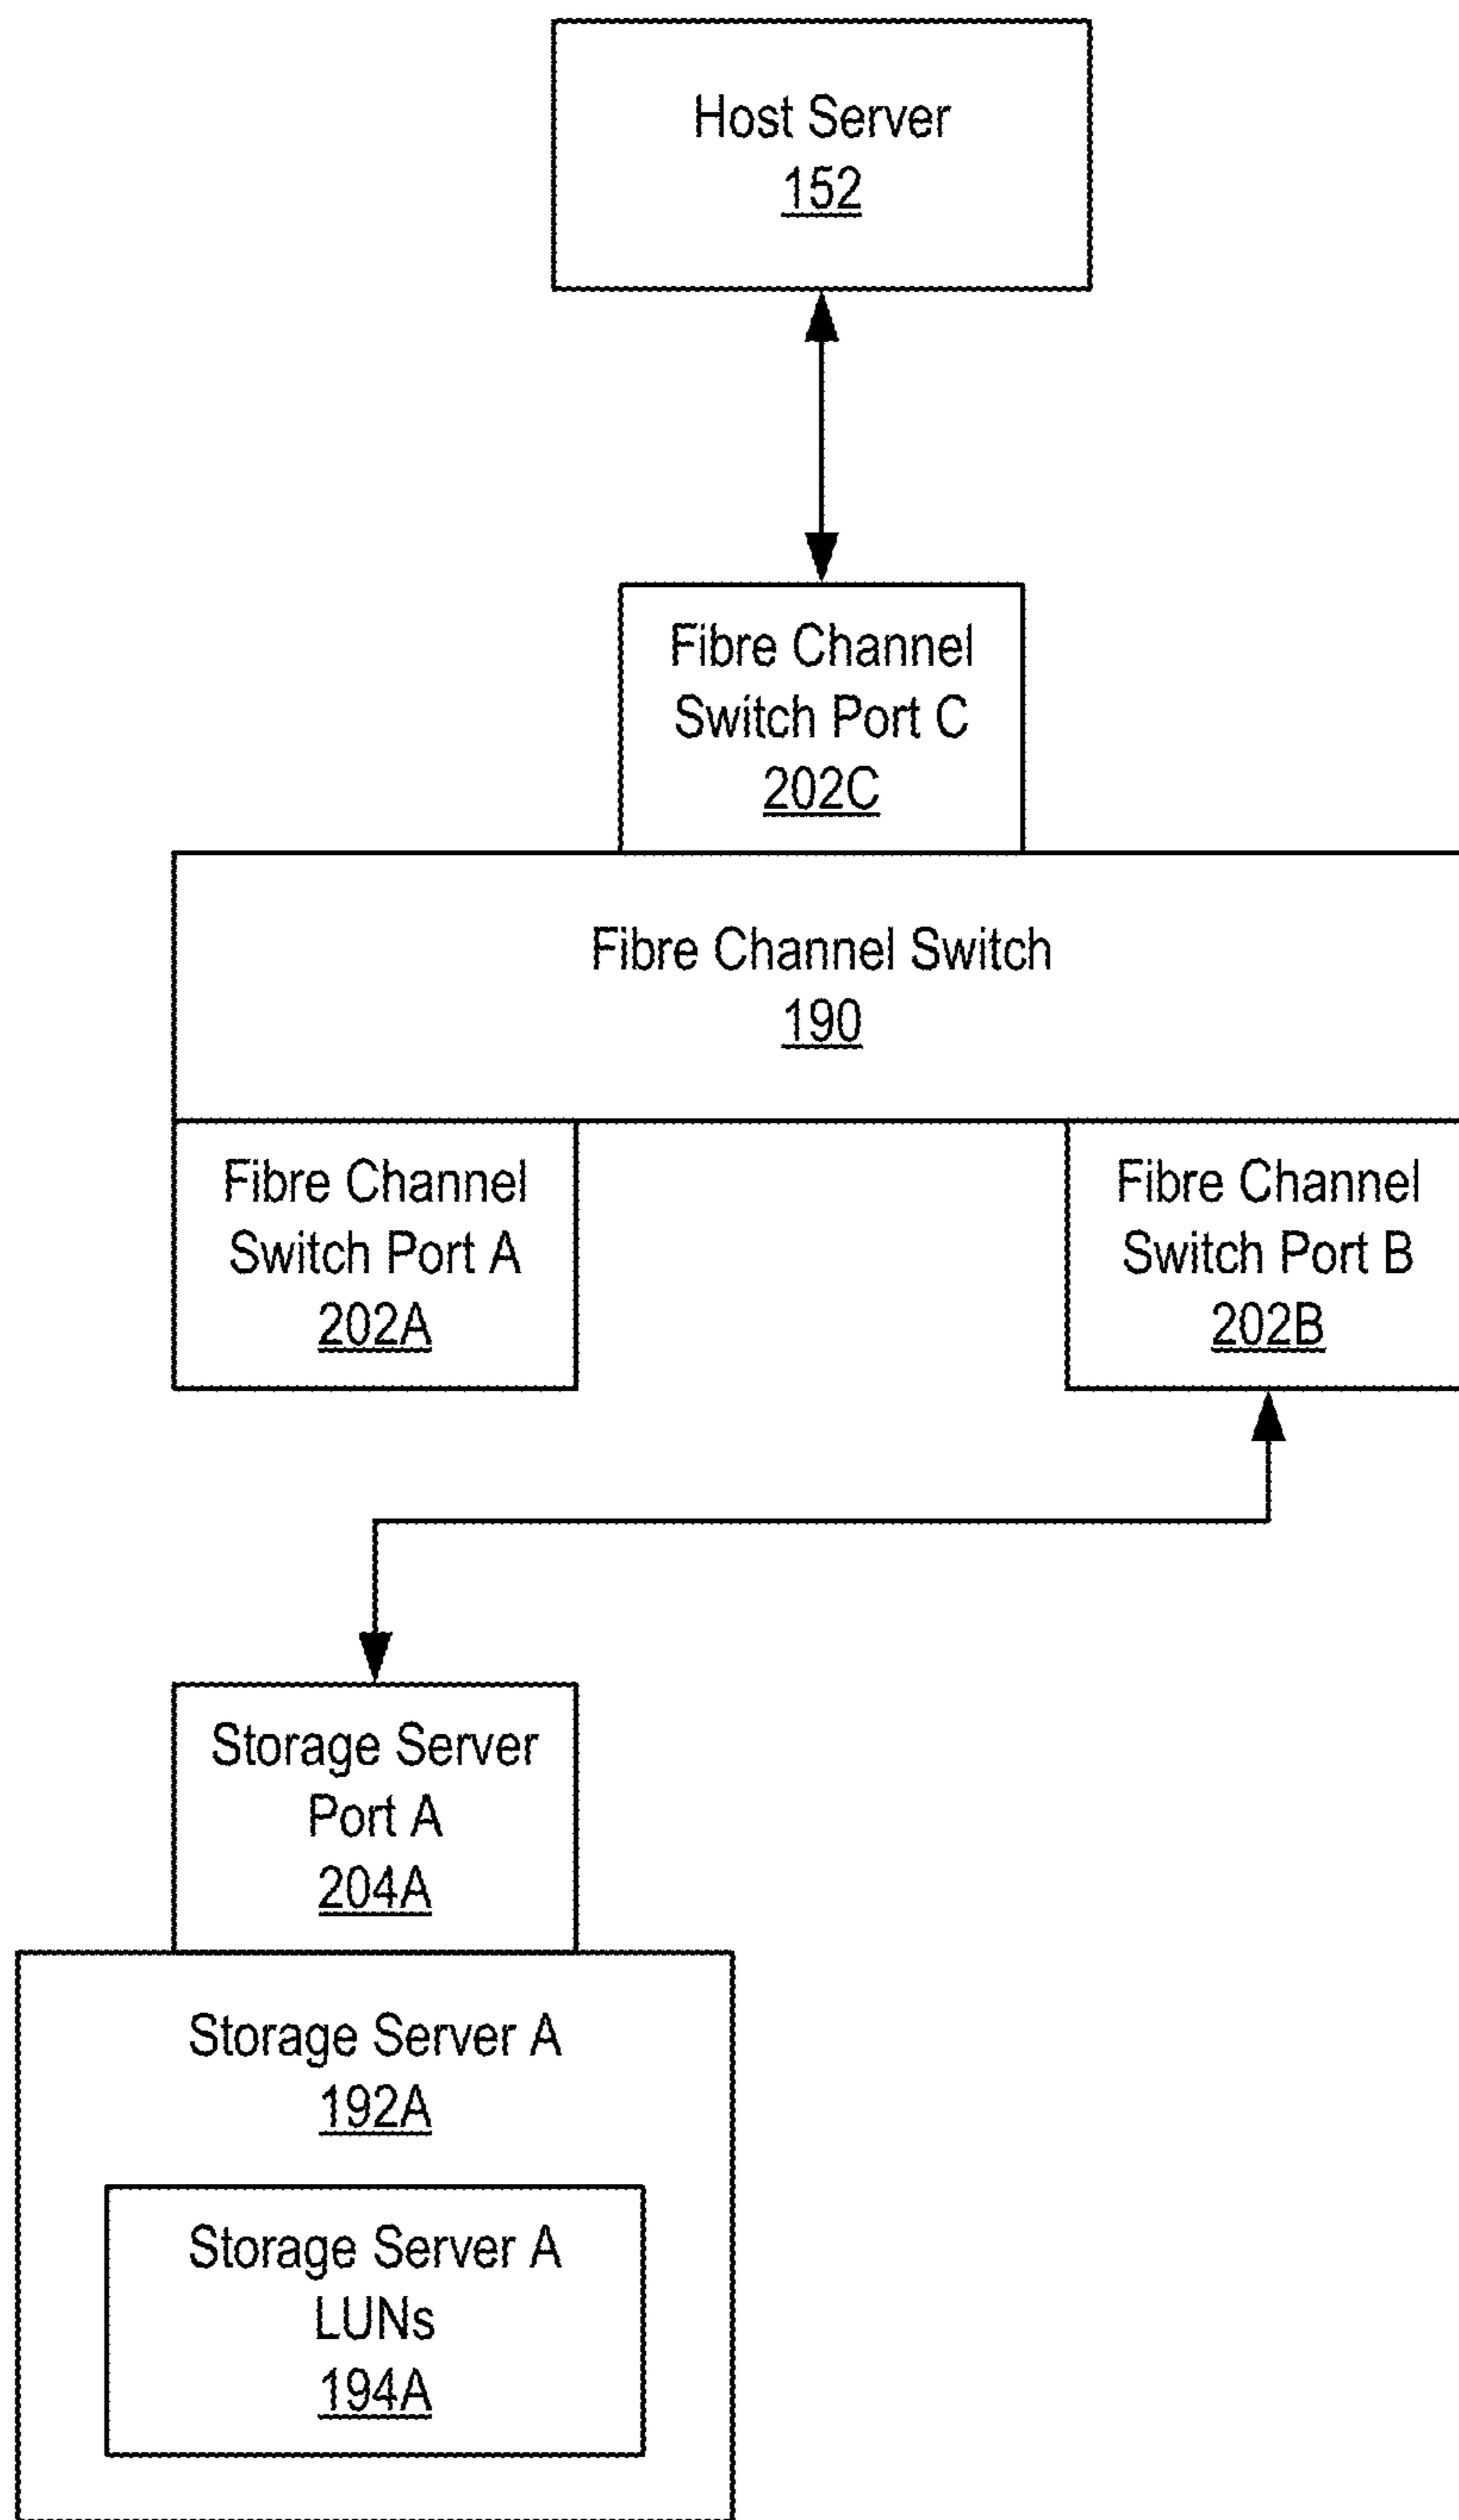 Host Server
152
Fibre Channel
Switch Port C
202C
Fibre Channel Switch
190
Fibre Channel
Switch Port A
202A
Fibre Channel
Switch Port B
202B
Storage Server
Port A
204A
Storage Server A
192A
Storage Server A
LUNs
194A